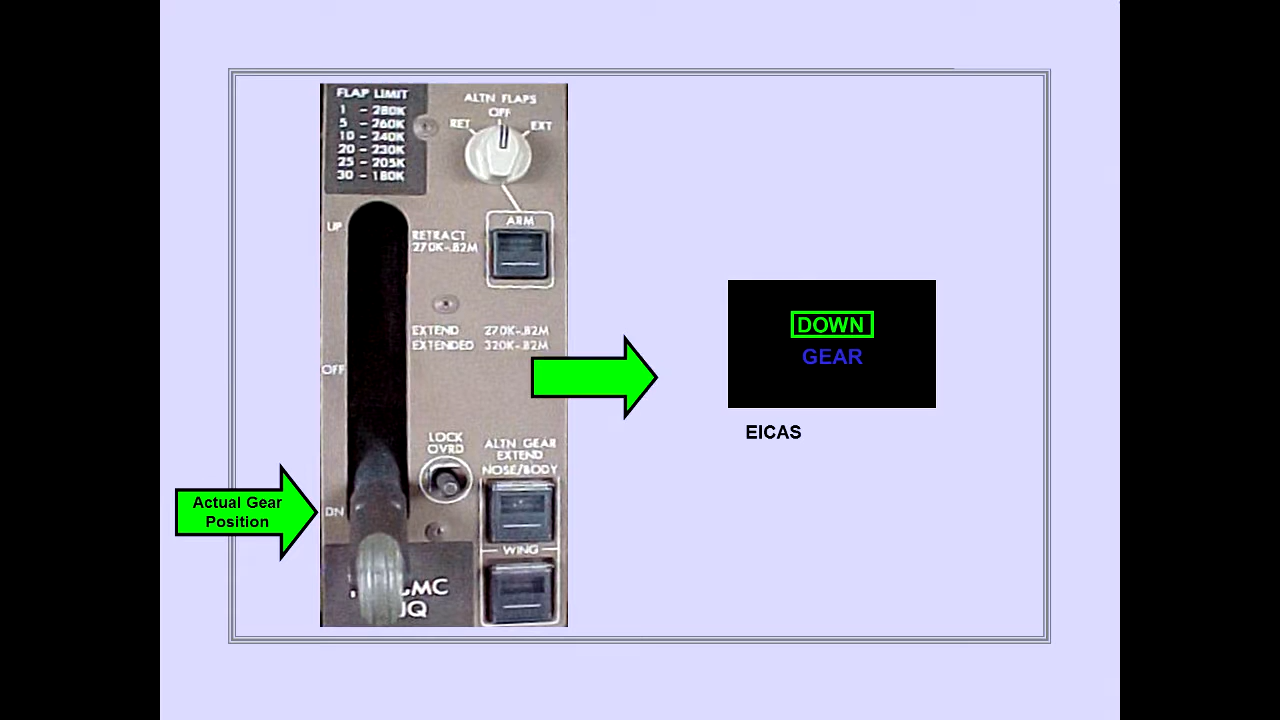 FLAP LIMIT
1 – 280K
5 – 260K
10 – 240K
20 – 230K
25 – 205K
30 – 180K
ALTN FLAPS
OFF
RET
EXT
ARM
UP
RETRACT
270K-.82M
EXTEND 270K-.82M
EXTENDED 320K-.82M
OFF
LOCK
OVRD
ALTN GEAR
EXTEND
NOSE/BODY
DN
WING
Actual Gear
Position
DOWN
GEAR
EICAS